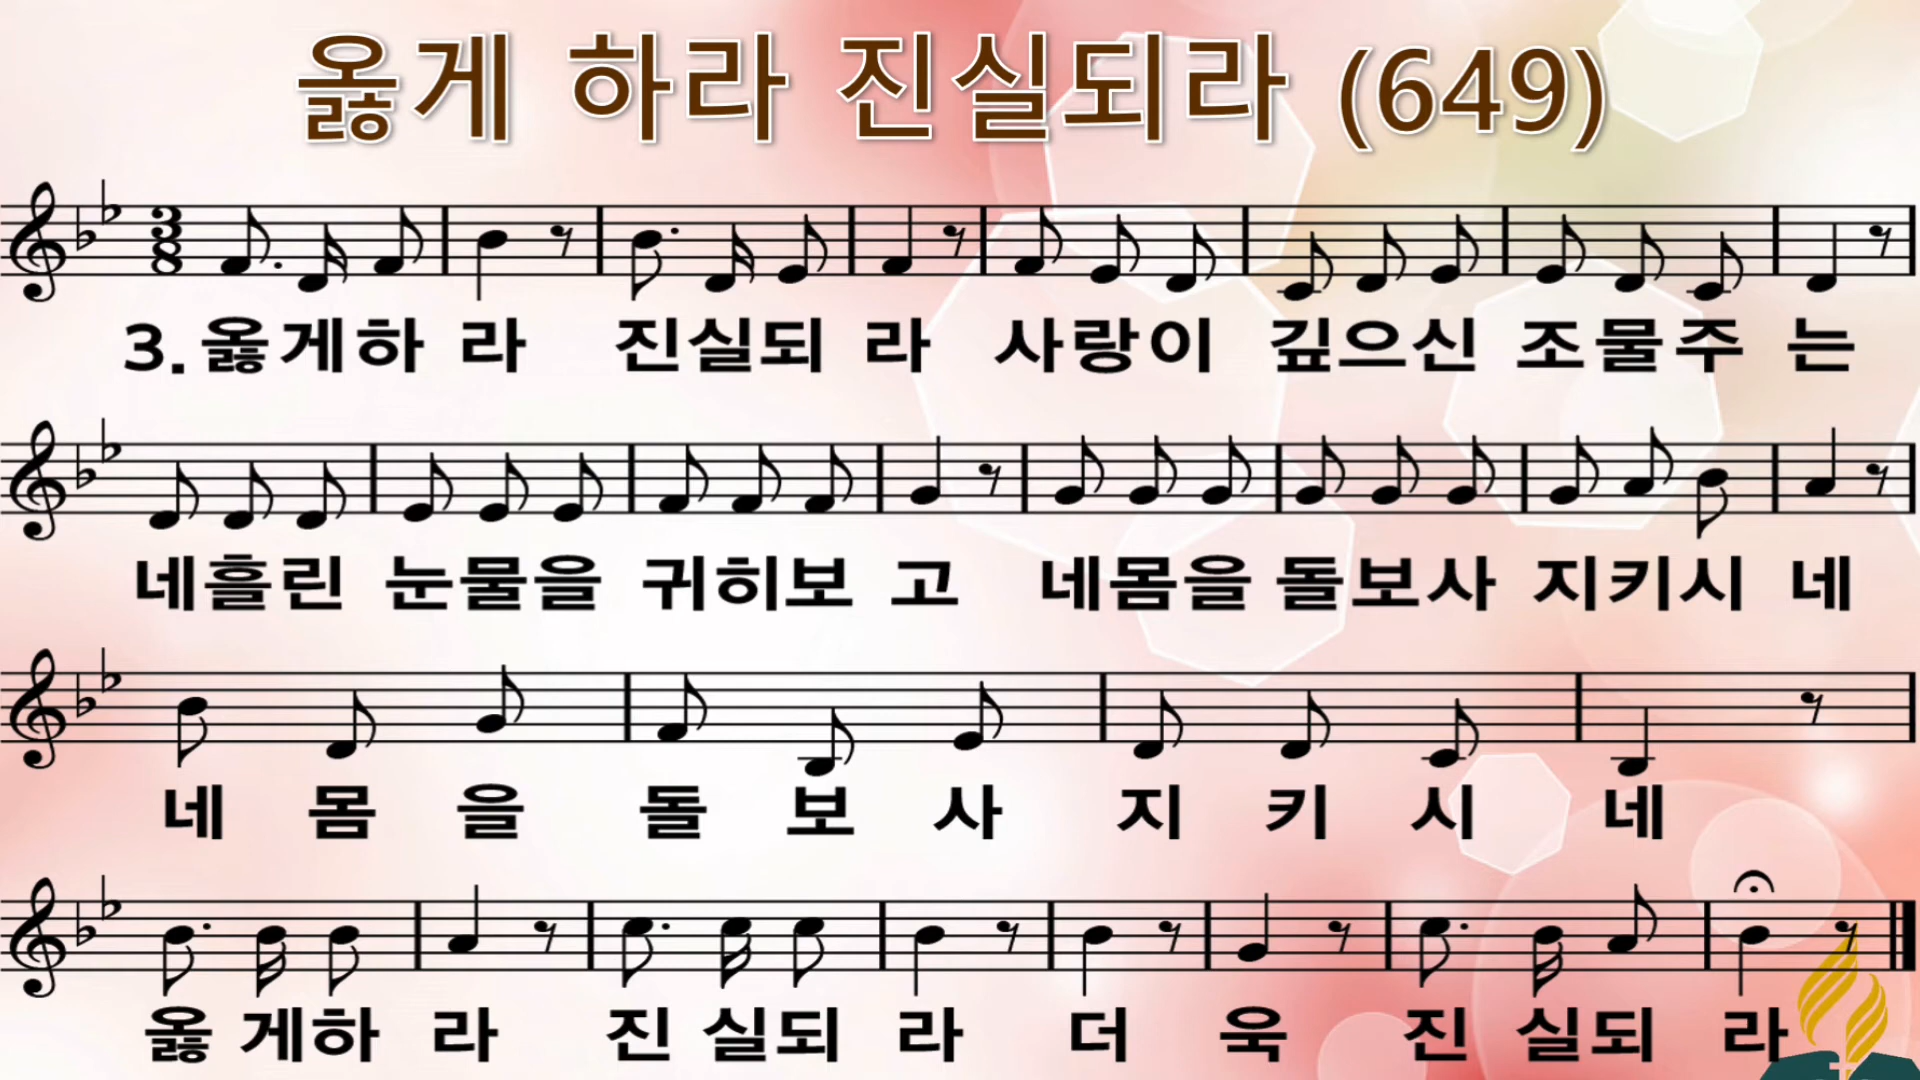 옳게 하라 진실되라 (649)
3. 옳게하 라 진실되 라 사랑이 깊으신 조물주 는
네흘린 눈물을 귀히보 고 네몸을 돌보사 지키시 네
네 몸 을 돌 보 사 지 키 시 네
옳 게하 라 진 실되 라 더 욱 진 실되 라